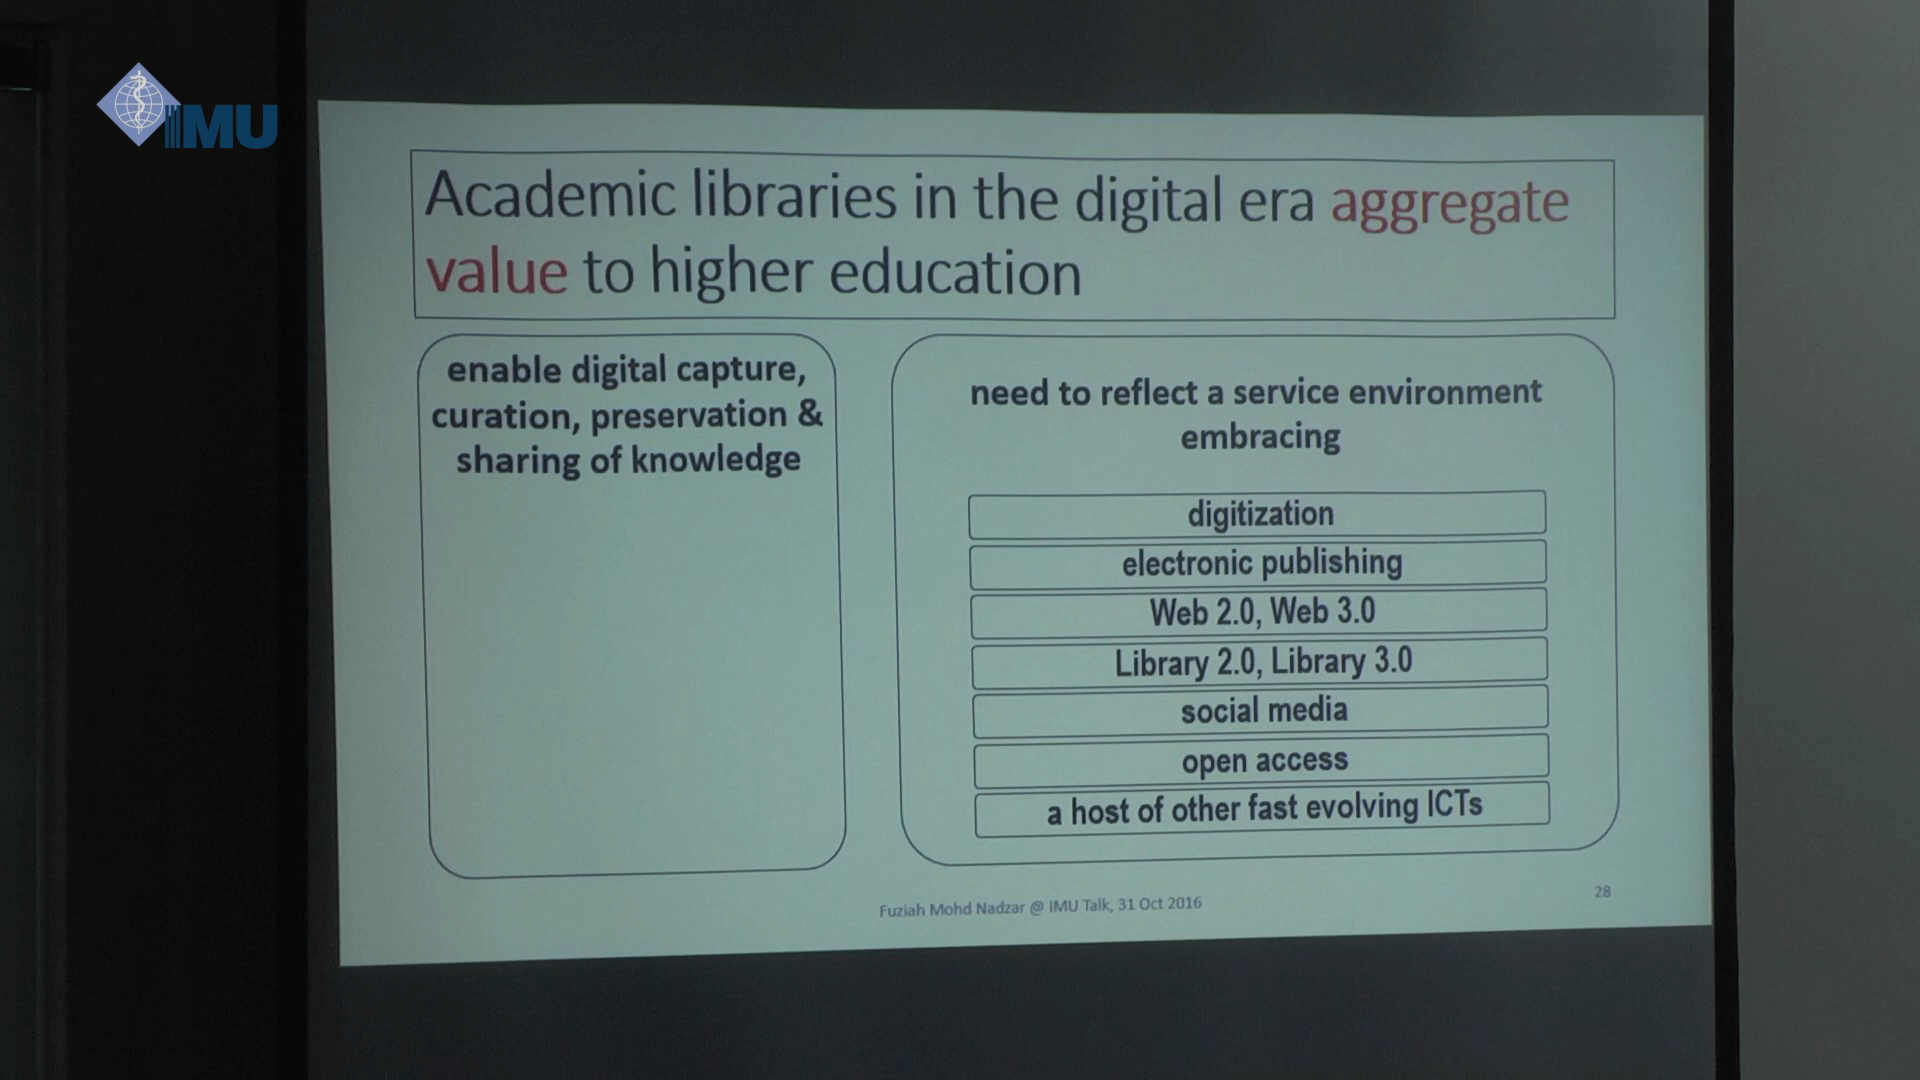 IMU
Academic libraries in the digital era aggregate
value to higher education
enable digital capture,
curation, preservation &
sharing of knowledge
need to reflect a service environment
embracing
digitization
electronic publishing
Web 2.0, Web 3.0
Library 2.0, Library 3.0
social media
open access
a host of other fast evolving ICTs
Fuziah Mohd Nadzar @ IMU Talk, 31 Oct 2016
28